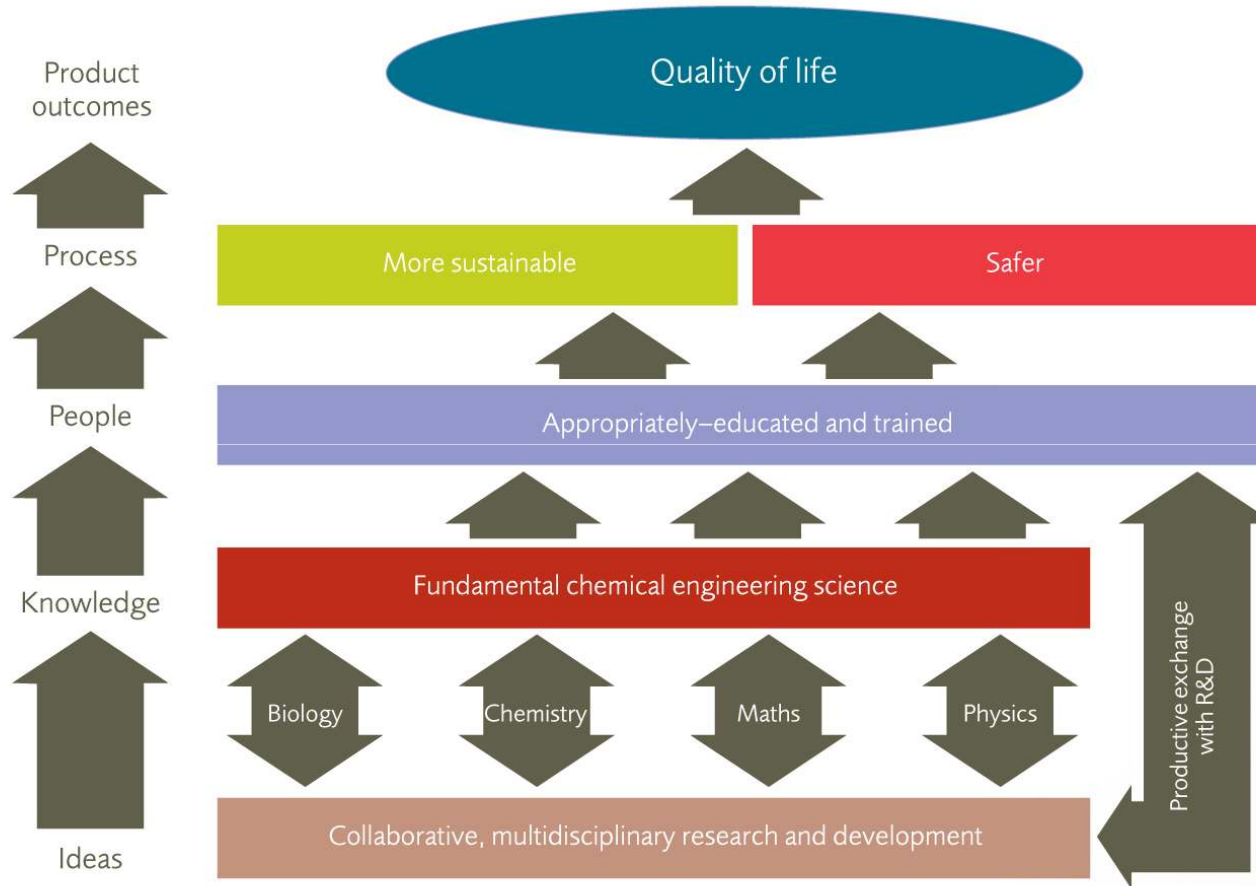 Product
outcomes
Quality of life
Process
More sustainable
Safer
People
Appropriately–educated and trained
Knowledge
Fundamental chemical engineering science
Biology
Chemistry
Maths
Physics
Productive exchange
with R&D
Ideas
Collaborative, multidisciplinary research and development